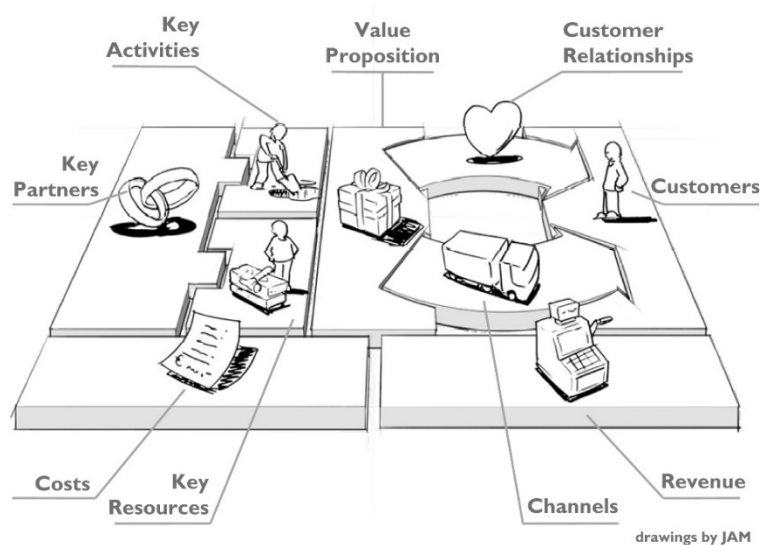 Key
Activities
Value
Proposition
Customer
Relationships
Key
Partners
Customers
Costs
Key
Resources
Channels
Revenue
drawings by JAM